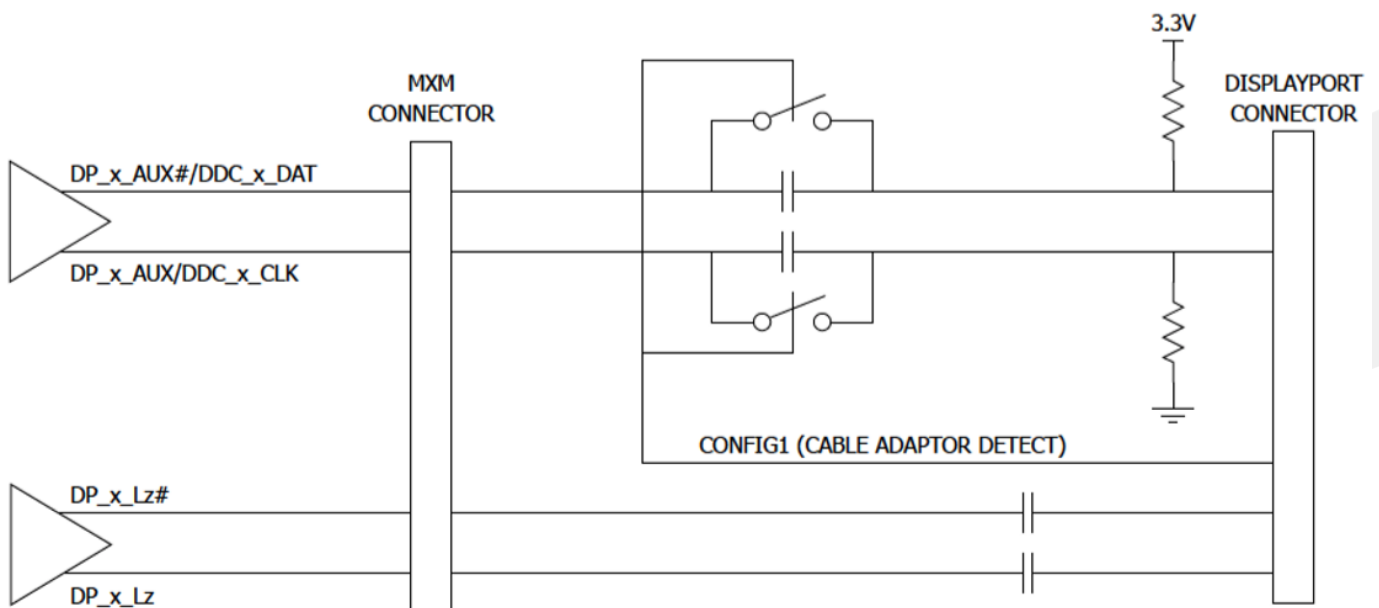 3.3V
MXM
CONNECTOR
DISPLAYPORT
CONNECTOR
DP_x_AUX#/DDC_x_DAT
DP_x_AUX/DDC_x_CLK
CONFIG1 (CABLE ADAPTOR DETECT)
DP_x_Lz#
DP_x_Lz